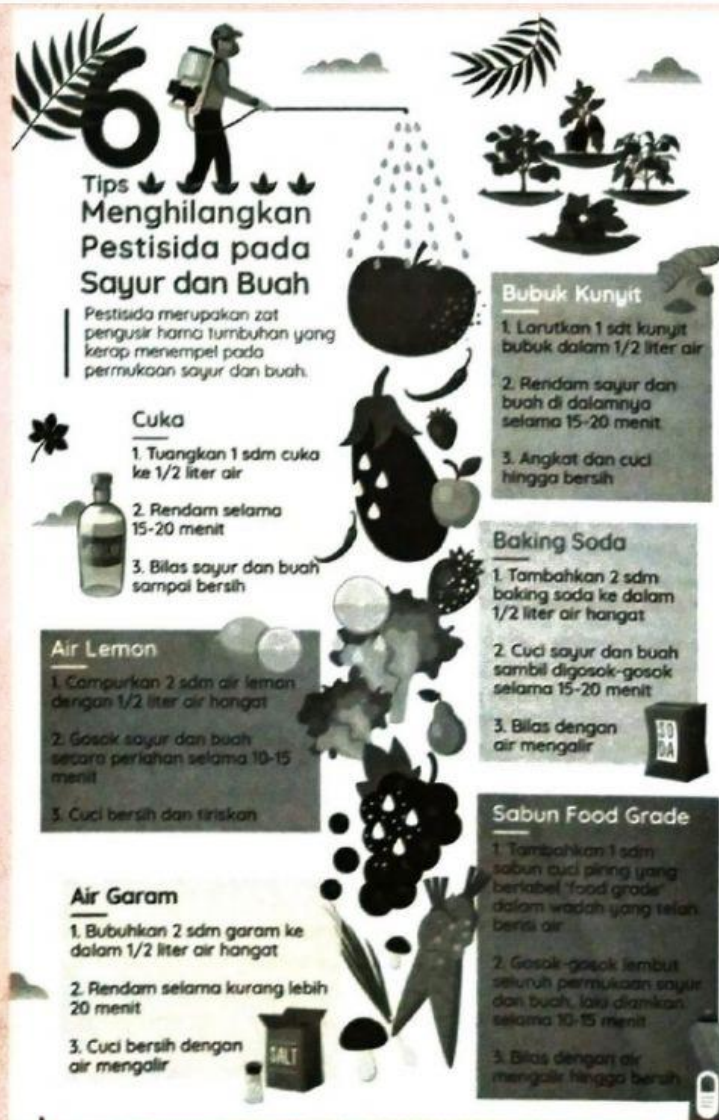 6
Tips
Menghilangkan
Pestisida pada
Sayur dan Buah
Pestisida merupakan zat
pengusir hama tumbuhan yang
kerap menempel pada
permukaan sayur dan buah.
Cuka
1. Tuangkan 1 sdm cuka
ke 1/2 liter air
2. Rendam selama
15-20 menit
3. Bilas sayur dan buah
sampai bersih
Air Lemon
1. Campurkan 2 sdm air lemon
dengan 1/2 liter air hangat
2. Gosok sayur dan buah
secara perlahan selama 10-15
menit
3. Cuci bersih dan tiriskan
Air Garam
1. Bubuhkan 2 sdm garam ke
dalam 1/2 liter air hangat
2. Rendam selama kurang lebih
20 menit
3. Cuci bersih dengan
air mengalir
SALT
Bubuk Kunyit
1. Larutkan 1 sdt kunyit
bubuk dalam 1/2 liter air
2. Rendam sayur dan
buah di dalamnya
selama 15-20 menit
3. Angkat dan cuci
hingga bersih
Baking Soda
1. Tambahkan 2 sdm
baking soda ke dalam
1/2 liter air hangat
2. Cuci sayur dan buah
sambil digosok-gosok
selama 15-20 menit
3. Bilas dengan
air mengalir
SO
DA
Sabun Food Grade
1. Tambahkan 1 sdm
sabun cuci piring yang
berlabel 'food grade'
dalam wadah yang telah
berisi air
2. Gosok-gosok lembut
seluruh permukaan sayur
dan buah, lalu diamkan
selama 10-15 menit
3. Bilas dengan air
mengalir hingga bersih